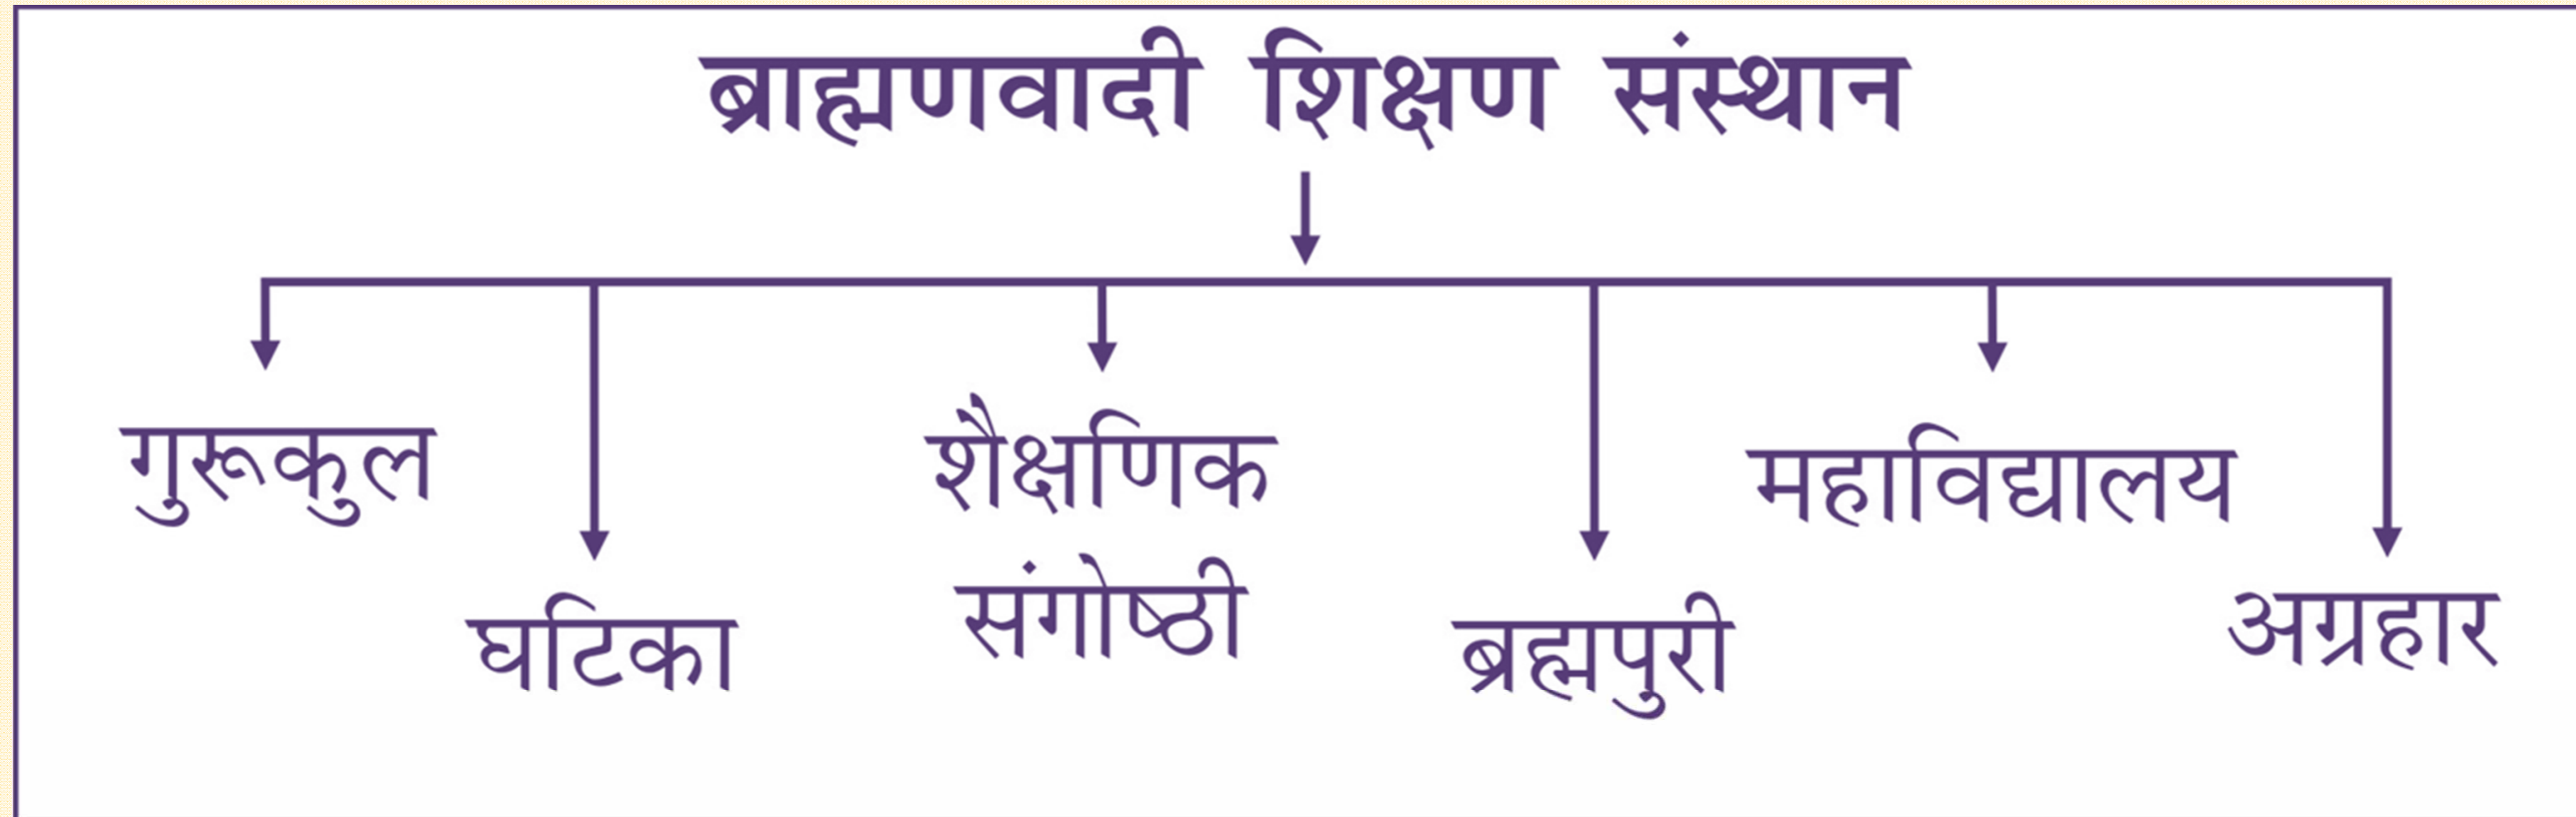 ब्राह्मणवादी शिक्षण संस्थान
गुरूकुल
घटिका
शैक्षणिक
संगोष्ठी
ब्रह्मपुरी
महाविद्यालय
अग्रहार